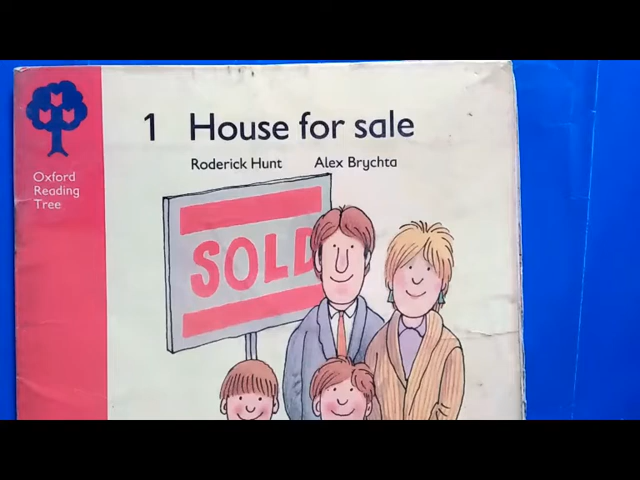 1 House for sale
Roderick Hunt Alex Brychta
Oxford
Reading
Tree
SOLD